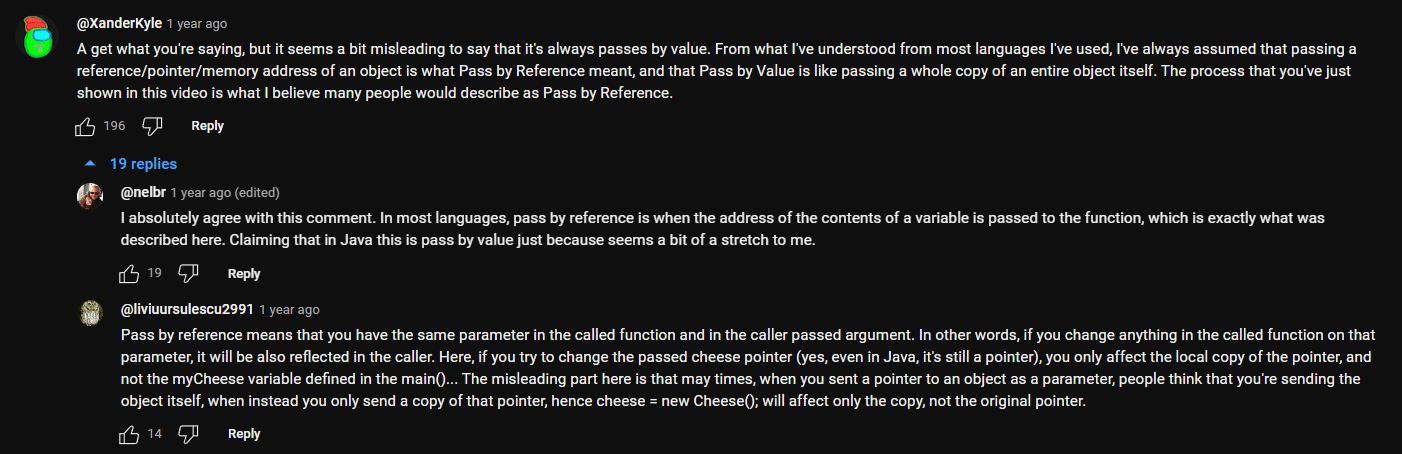 @XanderKyle 1 year ago
A get what you're saying, but it seems a bit misleading to say that it's always passes by value. From what I've understood from most languages I've used, I've always assumed that passing a
reference/pointer/memory address of an object is what Pass by Reference meant, and that Pass by Value is like passing a whole copy of an entire object itself. The process that you've just
shown in this video is what I believe many people would describe as Pass by Reference.
196 Reply
19 replies
@nelbr 1 year ago (edited)
I absolutely agree with this comment. In most languages, pass by reference is when the address of the contents of a variable is passed to the function, which is exactly what was
described here. Claiming that in Java this is pass by value just because seems a bit of a stretch to me.
19 Reply
@liviuursulescu2991 1 year ago
Pass by reference means that you have the same parameter in the called function and in the caller passed argument. In other words, if you change anything in the called function on that
parameter, it will be also reflected in the caller. Here, if you try to change the passed cheese pointer (yes, even in Java, it's still a pointer), you only affect the local copy of the pointer, and
not the myCheese variable defined in the main()... The misleading part here is that may times, when you sent a pointer to an object as a parameter, people think that you're sending the
object itself, when instead you only send a copy of that pointer, hence cheese = new Cheese(); will affect only the copy, not the original pointer.
14 Reply